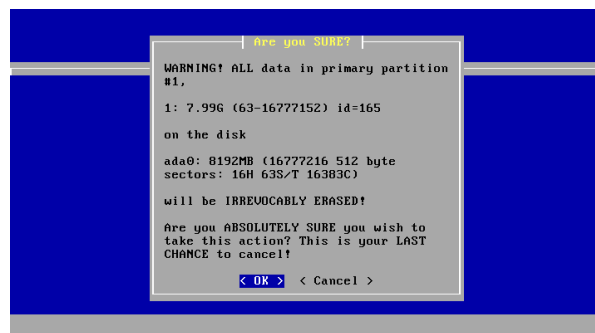 Are you SURE?
WARNING! ALL data in primary partition
#1,
1: 7.99G (63-16777152) id=165
on the disk
ada0: 8192MB (16777216 512 byte
sectors: 16H 63S/T 16383C)
will be IRREVOCABLY ERASED!
Are you ABSOLUTELY SURE you wish to
take this action? This is your LAST
CHANCE to cancel!
< OK > < Cancel >